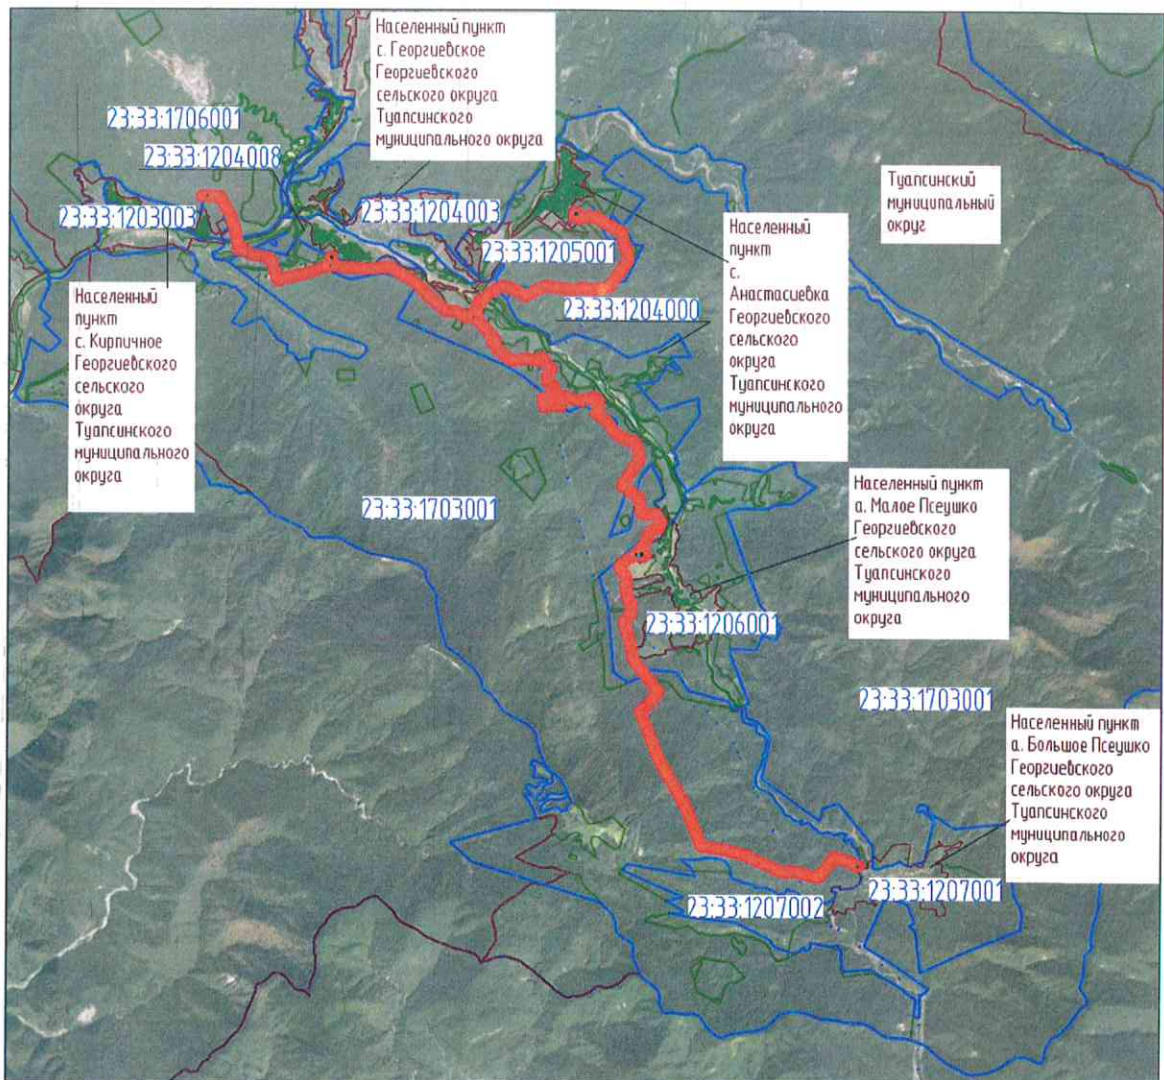 Населенный пункт
с. Георгиевское
Георгиевского
сельского округа
Туапсинского
муниципального округа
23:33:1706001
23:33:1204008
23:33:1203003
23:33:1204003
23:33:1205001
23:33:1204000
Туапсинский
муниципальный
округ
Населенный
пункт
с.
Анастасиевка
Георгиевского
сельского
округа
Туапсинского
муниципального
округа
Населенный
пункт
с. Кирпичное
Георгиевского
сельского
округа
Туапсинского
муниципального
округа
23:33:1703001
Населенный пункт
а. Малое Псеушко
Георгиевского
сельского округа
Туапсинского
муниципального
округа
23:33:1206001
23:33:1703001
Населенный пункт
а. Большое Псеушко
Георгиевского
сельского округа
Туапсинского
муниципального
округа
23:33:1207002
23:33:1207001